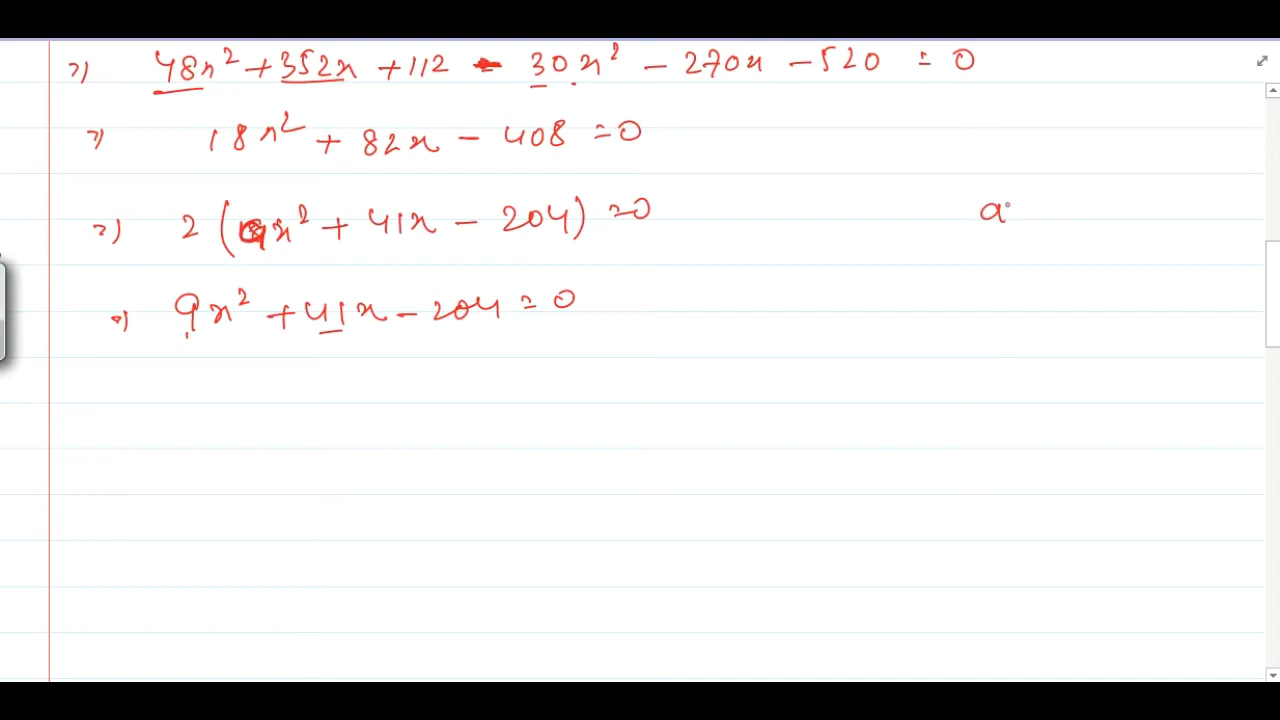 ⇒) 48x² + 352x + 112 - 30x² - 270x - 520 = 0
⇒) 18x² + 82x - 408 = 0
⇒) 2 (9x² + 41x - 204) = 0
a
⇒) 9x² + 41x - 204 = 0